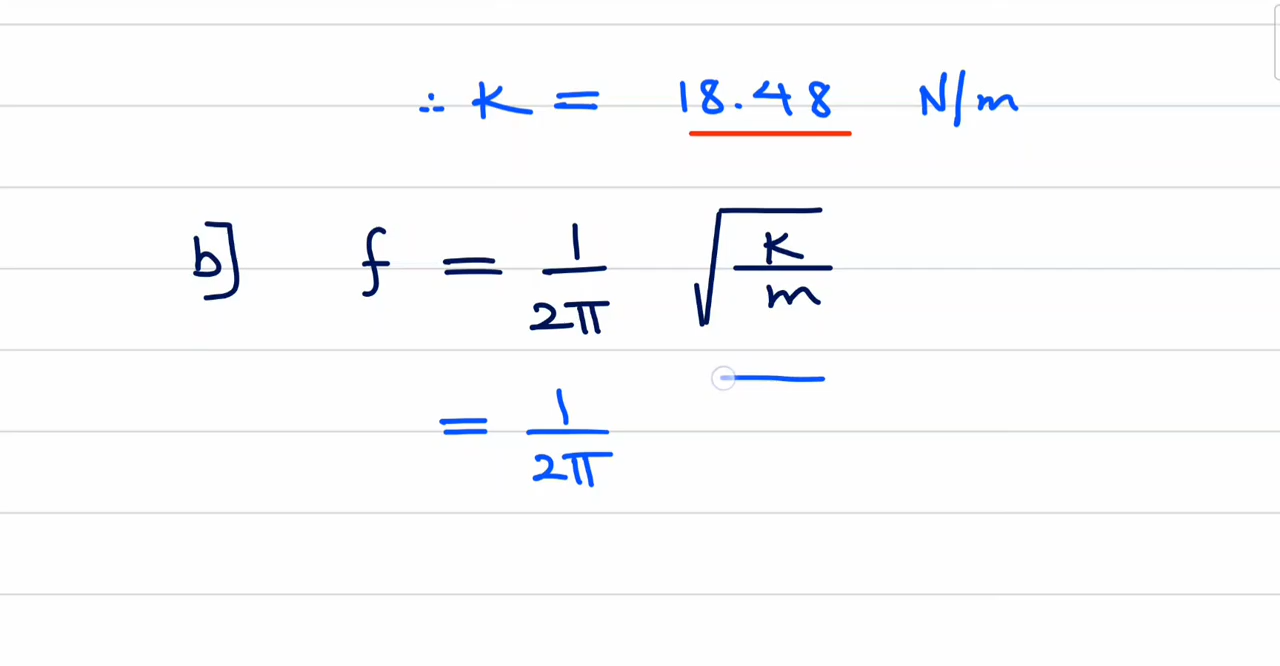 ∴ K = 18.48 N/m
b] f = 1/2π √(K/m)
= 1/2π